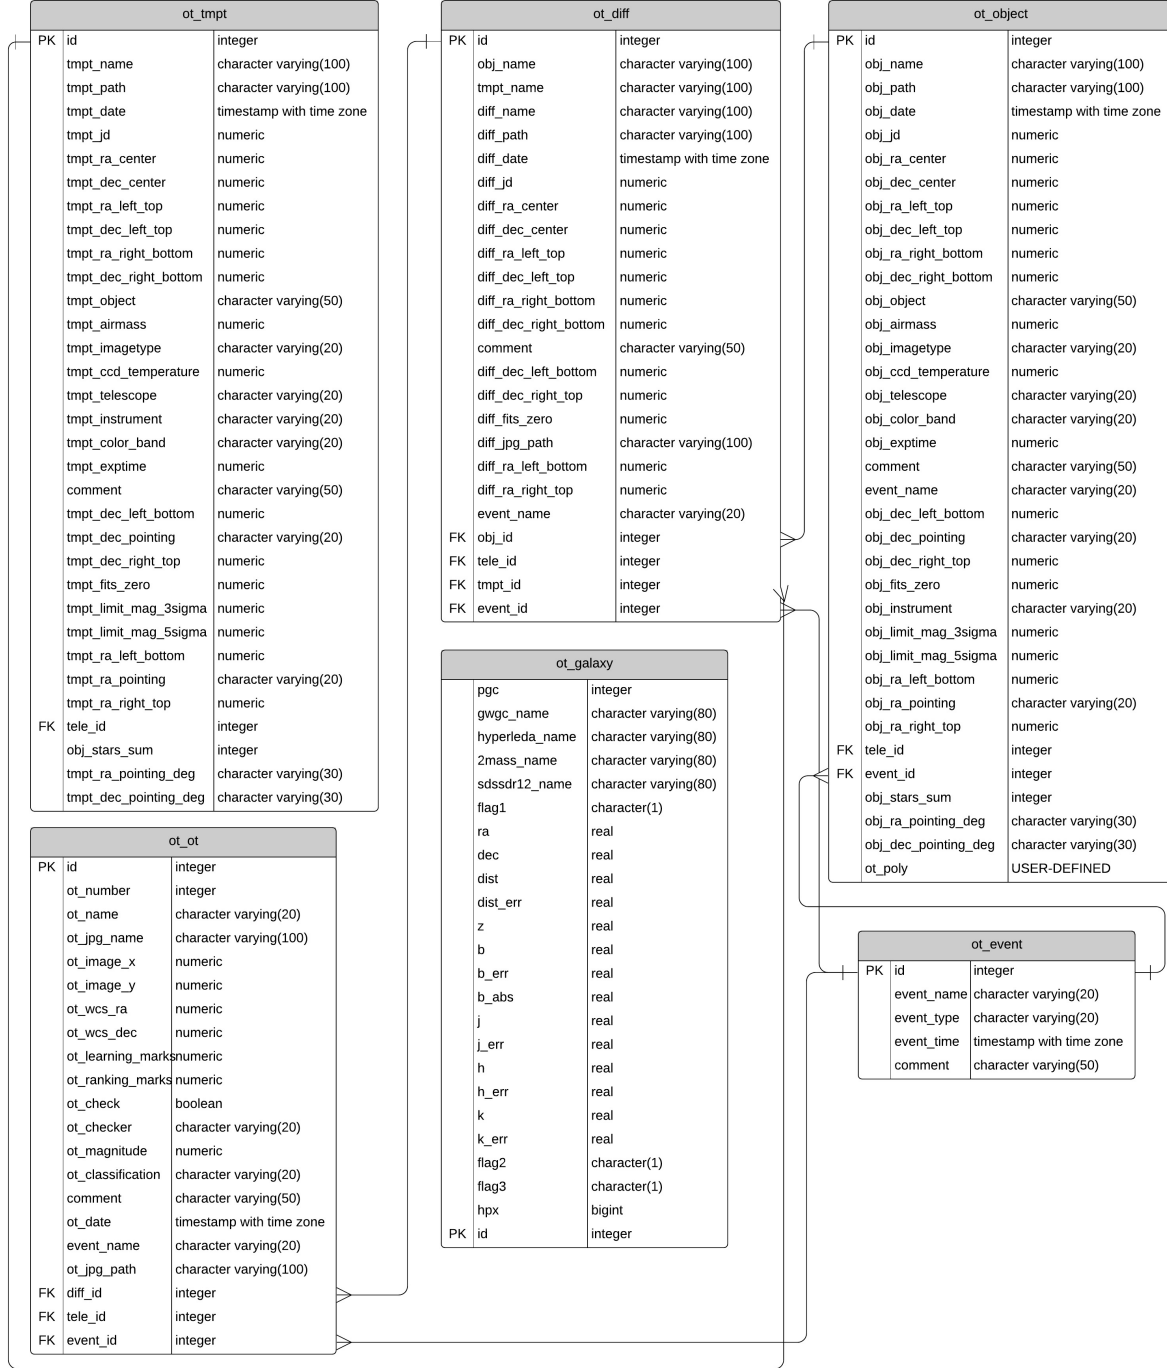 ot_tmpt
PK id integer
tmpt_name character varying(100)
tmpt_path character varying(100)
tmpt_date timestamp with time zone
tmpt_jd numeric
tmpt_ra_center numeric
tmpt_dec_center numeric
tmpt_ra_left_top numeric
tmpt_dec_left_top numeric
tmpt_ra_right_bottom numeric
tmpt_dec_right_bottom numeric
tmpt_object character varying(50)
tmpt_airmass numeric
tmpt_imagetype character varying(20)
tmpt_ccd_temperature numeric
tmpt_telescope character varying(20)
tmpt_instrument character varying(20)
tmpt_color_band character varying(20)
tmpt_exptime numeric
comment character varying(50)
tmpt_dec_left_bottom numeric
tmpt_dec_pointing character varying(20)
tmpt_dec_right_top numeric
tmpt_fits_zero numeric
tmpt_limit_mag_3sigma numeric
tmpt_limit_mag_5sigma numeric
tmpt_ra_left_bottom numeric
tmpt_ra_pointing character varying(20)
tmpt_ra_right_top numeric
FK tele_id integer
obj_stars_sum integer
tmpt_ra_pointing_deg character varying(30)
tmpt_dec_pointing_deg character varying(30)
ot_ot
PK id integer
ot_number integer
ot_name character varying(20)
ot_jpg_name character varying(100)
ot_image_x numeric
ot_image_y numeric
ot_wcs_ra numeric
ot_wcs_dec numeric
ot_learning_marks numeric
ot_ranking_marks numeric
ot_check boolean
ot_checker character varying(20)
ot_magnitude numeric
ot_classification character varying(20)
comment character varying(50)
ot_date timestamp with time zone
event_name character varying(20)
ot_jpg_path character varying(100)
FK diff_id integer
FK tele_id integer
FK event_id integer
ot_diff
PK id integer
obj_name character varying(100)
tmpt_name character varying(100)
diff_name character varying(100)
diff_path character varying(100)
diff_date timestamp with time zone
diff_jd numeric
diff_ra_center numeric
diff_dec_center numeric
diff_ra_left_top numeric
diff_dec_left_top numeric
diff_ra_right_bottom numeric
diff_dec_right_bottom numeric
comment character varying(50)
diff_dec_left_bottom numeric
diff_dec_right_top numeric
diff_fits_zero numeric
diff_jpg_path character varying(100)
diff_ra_left_bottom numeric
diff_ra_right_top numeric
event_name character varying(20)
FK obj_id integer
FK tele_id integer
FK tmpt_id integer
FK event_id integer
ot_galaxy
pgc integer
gwgc_name character varying(80)
hyperleda_name character varying(80)
2mass_name character varying(80)
sdssdr12_name character varying(80)
flag1 character(1)
ra real
dec real
dist real
dist_err real
z real
b real
b_err real
b_abs real
j real
j_err real
h real
h_err real
k real
k_err real
flag2 character(1)
flag3 character(1)
hpx bigint
PK id integer
ot_object
PK id integer
obj_name character varying(100)
obj_path character varying(100)
obj_date timestamp with time zone
obj_jd numeric
obj_ra_center numeric
obj_dec_center numeric
obj_ra_left_top numeric
obj_dec_left_top numeric
obj_ra_right_bottom numeric
obj_dec_right_bottom numeric
obj_object character varying(50)
obj_airmass numeric
obj_imagetype character varying(20)
obj_ccd_temperature numeric
obj_telescope character varying(20)
obj_color_band character varying(20)
obj_exptime numeric
comment character varying(50)
event_name character varying(20)
obj_dec_left_bottom numeric
obj_dec_pointing character varying(20)
obj_dec_right_top numeric
obj_fits_zero numeric
obj_instrument character varying(20)
obj_limit_mag_3sigma numeric
obj_limit_mag_5sigma numeric
obj_ra_left_bottom numeric
obj_ra_pointing character varying(20)
obj_ra_right_top numeric
FK tele_id integer
FK event_id integer
obj_stars_sum integer
obj_ra_pointing_deg character varying(30)
obj_dec_pointing_deg character varying(30)
ot_poly USER-DEFINED
ot_event
PK id integer
event_name character varying(20)
event_type character varying(20)
event_time timestamp with time zone
comment character varying(50)